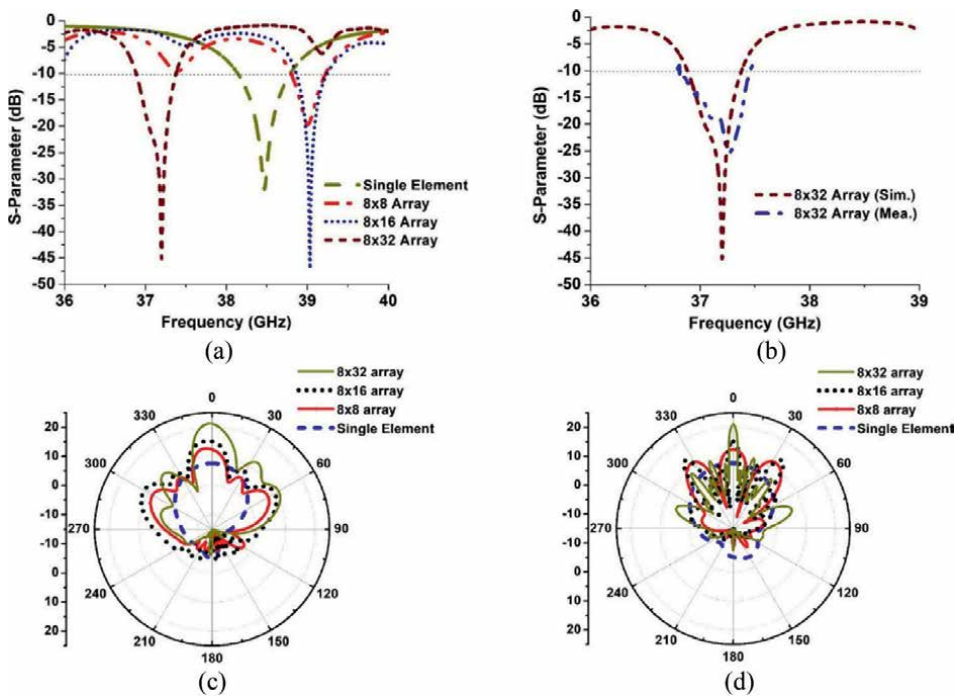 0
-5
-10
-15
-20
-25
-30
-35
-40
-45
-50
S-Parameter (dB)
Single Element
8x8 Array
8x16 Array
8x32 Array
36 37 38 39 40
Frequency (GHz)
(a)
5
0
-5
-10
-15
-20
-25
-30
-35
-40
-45
-50
S-Parameter (dB)
8x32 Array (Sim.)
8x32 Array (Mea.)
36 37 38 39
Frequency (GHz)
(b)
8x32 array
8x16 array
8x8 array
Single Element
20
10
0
-10
-10
0
10
20
0
30
60
90
120
150
180
240
270
300
330
(c)
8x32 array
8x16 array
8x8 array
Single Element
20
10
0
-10
-10
0
10
20
0
30
60
90
120
150
180
240
270
300
330
(d)